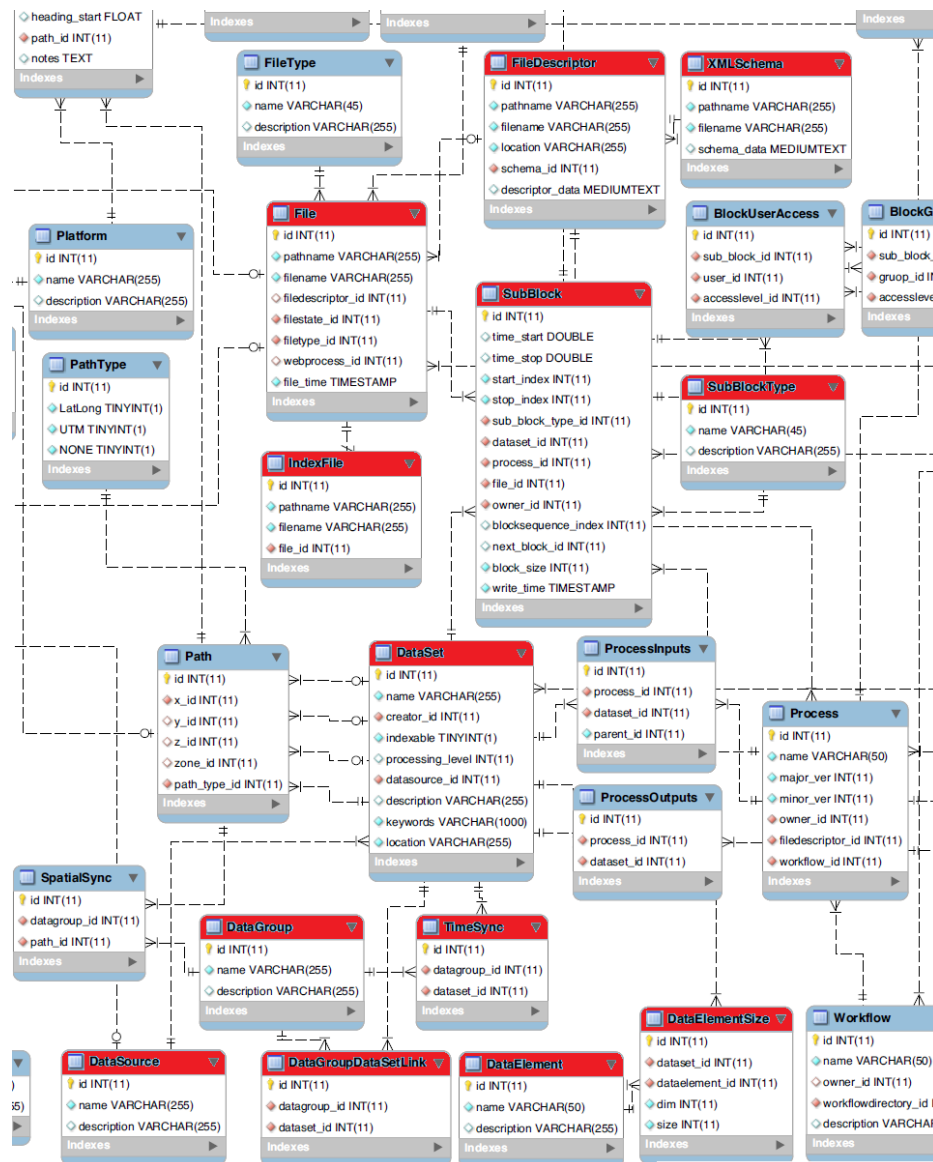 heading_start FLOAT
path_id INT(11)
notes TEXT
Indexes
Indexes
Indexes
Indexes
FileType
id INT(11)
name VARCHAR(45)
description VARCHAR(255)
Indexes
FileDescriptor
id INT(11)
pathname VARCHAR(255)
filename VARCHAR(255)
location VARCHAR(255)
schema_id INT(11)
descriptor_data MEDIUMTEXT
Indexes
XMLSchema
id INT(11)
pathname VARCHAR(255)
filename VARCHAR(255)
schema_data MEDIUMTEXT
Indexes
Platform
id INT(11)
name VARCHAR(255)
description VARCHAR(255)
Indexes
File
id INT(11)
pathname VARCHAR(255)
filename VARCHAR(255)
filedescriptor_id INT(11)
filestate_id INT(11)
filetype_id INT(11)
webprocess_id INT(11)
file_time TIMESTAMP
Indexes
BlockUserAccess
id INT(11)
sub_block_id INT(11)
user_id INT(11)
accesslevel_id INT(11)
Indexes
BlockG
id INT(11)
sub_block_
gruop_id IN
accesslevel
Indexes
SubBlock
id INT(11)
time_start DOUBLE
time_stop DOUBLE
start_index INT(11)
stop_index INT(11)
sub_block_type_id INT(11)
dataset_id INT(11)
process_id INT(11)
file_id INT(11)
owner_id INT(11)
blocksequence_index INT(11)
next_block_id INT(11)
block_size INT(11)
write_time TIMESTAMP
Indexes
PathType
id INT(11)
LatLong TINYINT(1)
UTM TINYINT(1)
NONE TINYINT(1)
Indexes
SubBlockType
id INT(11)
name VARCHAR(45)
description VARCHAR(255)
Indexes
IndexFile
id INT(11)
pathname VARCHAR(255)
filename VARCHAR(255)
file_id INT(11)
Indexes
Path
id INT(11)
x_id INT(11)
y_id INT(11)
z_id INT(11)
zone_id INT(11)
path_type_id INT(11)
Indexes
DataSet
id INT(11)
name VARCHAR(255)
creator_id INT(11)
indexable TINYINT(1)
processing_level INT(11)
datasource_id INT(11)
description VARCHAR(255)
keywords VARCHAR(1000)
location VARCHAR(255)
Indexes
ProcessInputs
id INT(11)
process_id INT(11)
dataset_id INT(11)
parent_id INT(11)
Indexes
Process
id INT(11)
name VARCHAR(50)
major_ver INT(11)
minor_ver INT(11)
owner_id INT(11)
filedescriptor_id INT(11)
workflow_id INT(11)
Indexes
ProcessOutputs
id INT(11)
process_id INT(11)
dataset_id INT(11)
Indexes
SpatialSync
id INT(11)
datagroup_id INT(11)
path_id INT(11)
Indexes
DataGroup
id INT(11)
name VARCHAR(255)
description VARCHAR(255)
Indexes
TimeSync
id INT(11)
datagroup_id INT(11)
dataset_id INT(11)
Indexes
DataElementSize
id INT(11)
dataset_id INT(11)
dataelement_id INT(11)
dim INT(11)
size INT(11)
Indexes
Workflow
id INT(11)
name VARCHAR(50)
owner_id INT(11)
workflowdirectory_id
description VARCHAR
Indexes
)
55)
DataSource
id INT(11)
name VARCHAR(255)
description VARCHAR(255)
Indexes
DataGroupDataSetLink
id INT(11)
datagroup_id INT(11)
dataset_id INT(11)
Indexes
DataElement
id INT(11)
name VARCHAR(50)
description VARCHAR(255)
Indexes